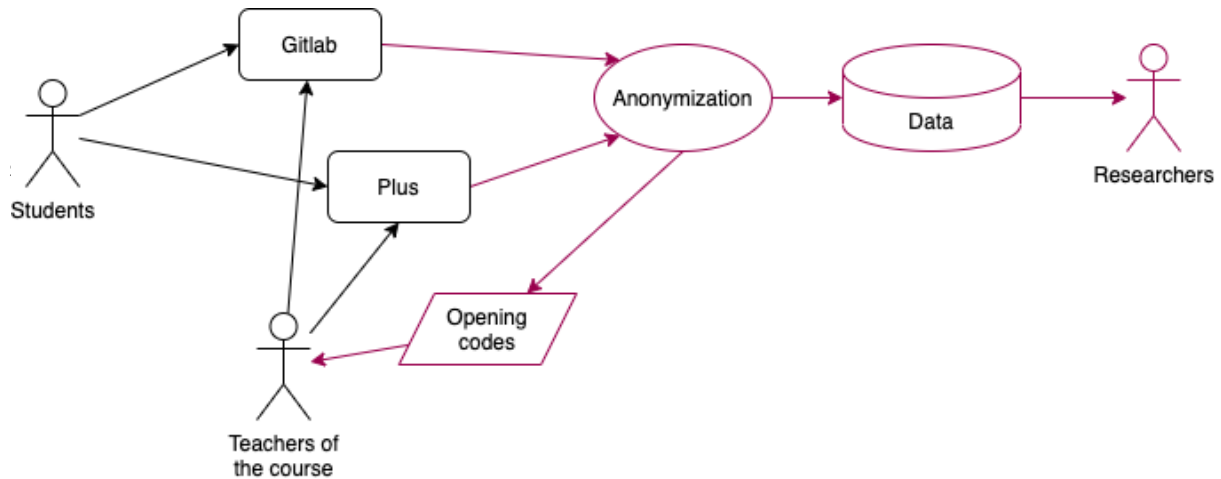 Gitlab
Anonymization
Data
Researchers
Students
Plus
Opening
codes
Teachers of
the course